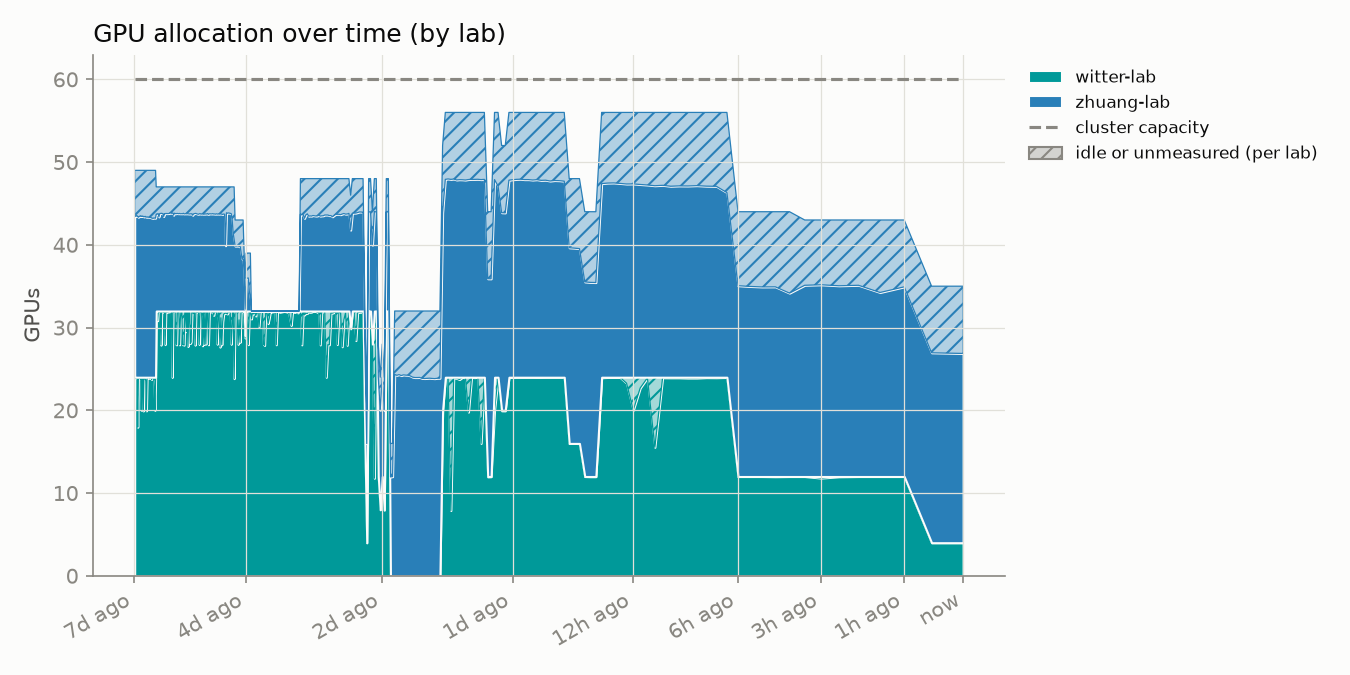 GPU allocation over time (by lab)
60
50
40
30
20
10
0
GPUs
7d ago
4d ago
2d ago
1d ago
12h ago
6h ago
3h ago
1h ago
now
witter-lab
zhuang-lab
cluster capacity
idle or unmeasured (per lab)